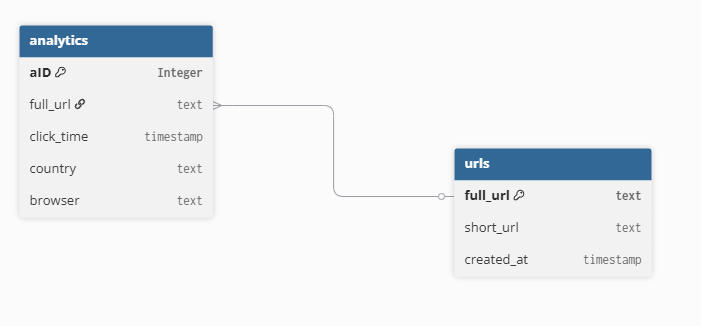 analytics
aID Integer
full_url text
click_time timestamp
country text
browser text
urls
full_url text
short_url text
created_at timestamp